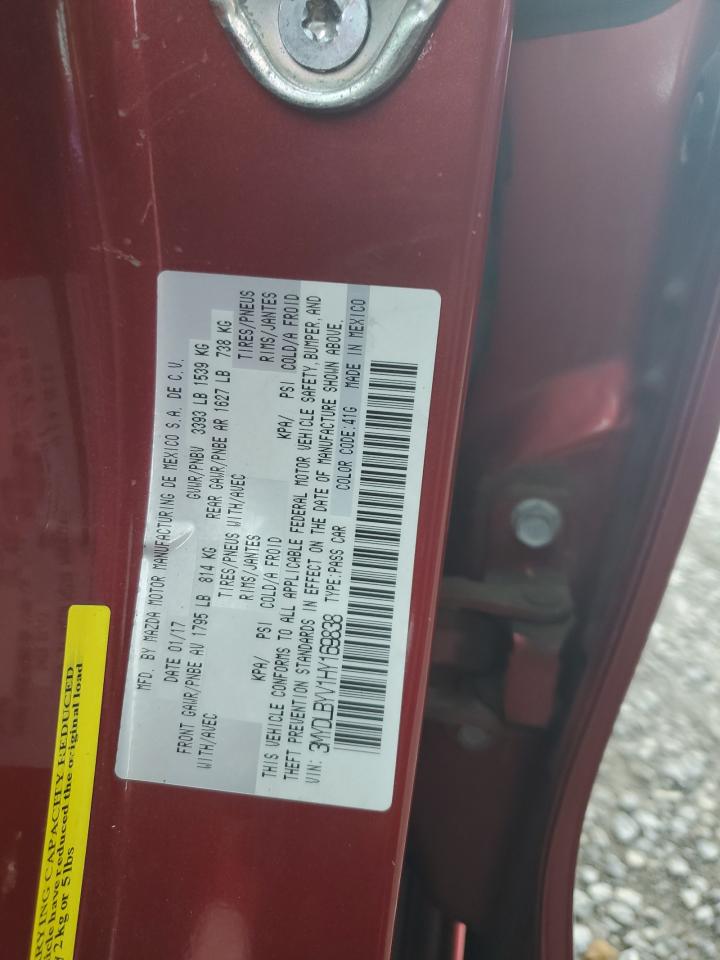 MFD. BY MAZDA MOTOR MANUFACTURING DE MEXICO S.A. DE C.V.
DATE 01/17 GVWR/PNBV 3393 LB 1539 KG
FRONT GAWR/PNBE AV 1795 LB 814 KG REAR GAWR/PNBE AR 1627 LB 738 KG
WITH/AVEC TIRES/PNEUS WITH/AVEC TIRES/PNEUS
RIMS/JANTES RIMS/JANTES
KPA/ PSI COLD/A FROID KPA/ PSI COLD/A FROID
THIS VEHICLE CONFORMS TO ALL APPLICABLE FEDERAL MOTOR VEHICLE SAFETY, BUMPER, AND
THEFT PREVENTION STANDARDS IN EFFECT ON THE DATE OF MANUFACTURE SHOWN ABOVE.
VIN: 3MYDLBYV1HY169838 TYPE:PASS CAR COLOR CODE:41G MADE IN MEXICO
RYING CAPACITY REDUCED
icle have reduced the original load
2 kg or 5 lbs